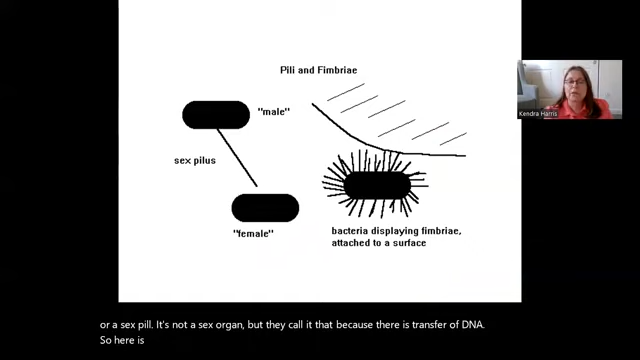 Pili and Fimbriae
"male"
sex pilus
"female"
bacteria displaying fimbriae,
attached to a surface
Kendra Harris
or a sex pill. It's not a sex organ, but they call it that because there is transfer of DNA.
So here is